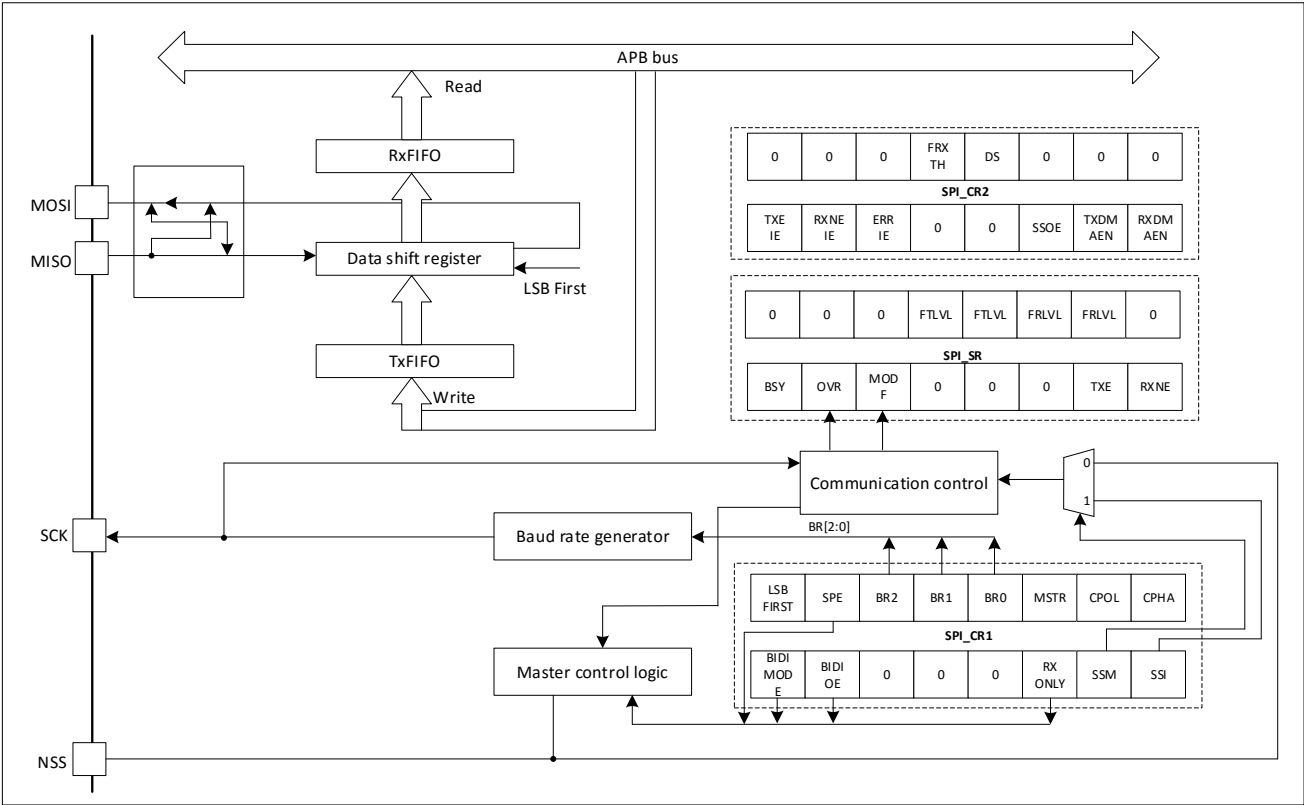 APB bus
Read
RxFIFO
MOSI
MISO
Data shift register
LSB First
TxFIFO
Write
0 0 0 FRX TH DS 0 0 0
SPI_CR2
TXE IE RXNE IE ERR IE 0 0 SSOE TXDM AEN RXDM AEN
0 0 0 FTLVL FTLVL FRLVL FRLVL 0
SPI_SR
BSY OVR MOD F 0 0 0 TXE RXNE
Communication control
0
1
SCK
Baud rate generator
BR[2:0]
LSB FIRST SPE BR2 BR1 BR0 MSTR CPOL CPHA
SPI_CR1
BIDI MOD E BIDI OE 0 0 0 RX ONLY SSM SSI
Master control logic
NSS